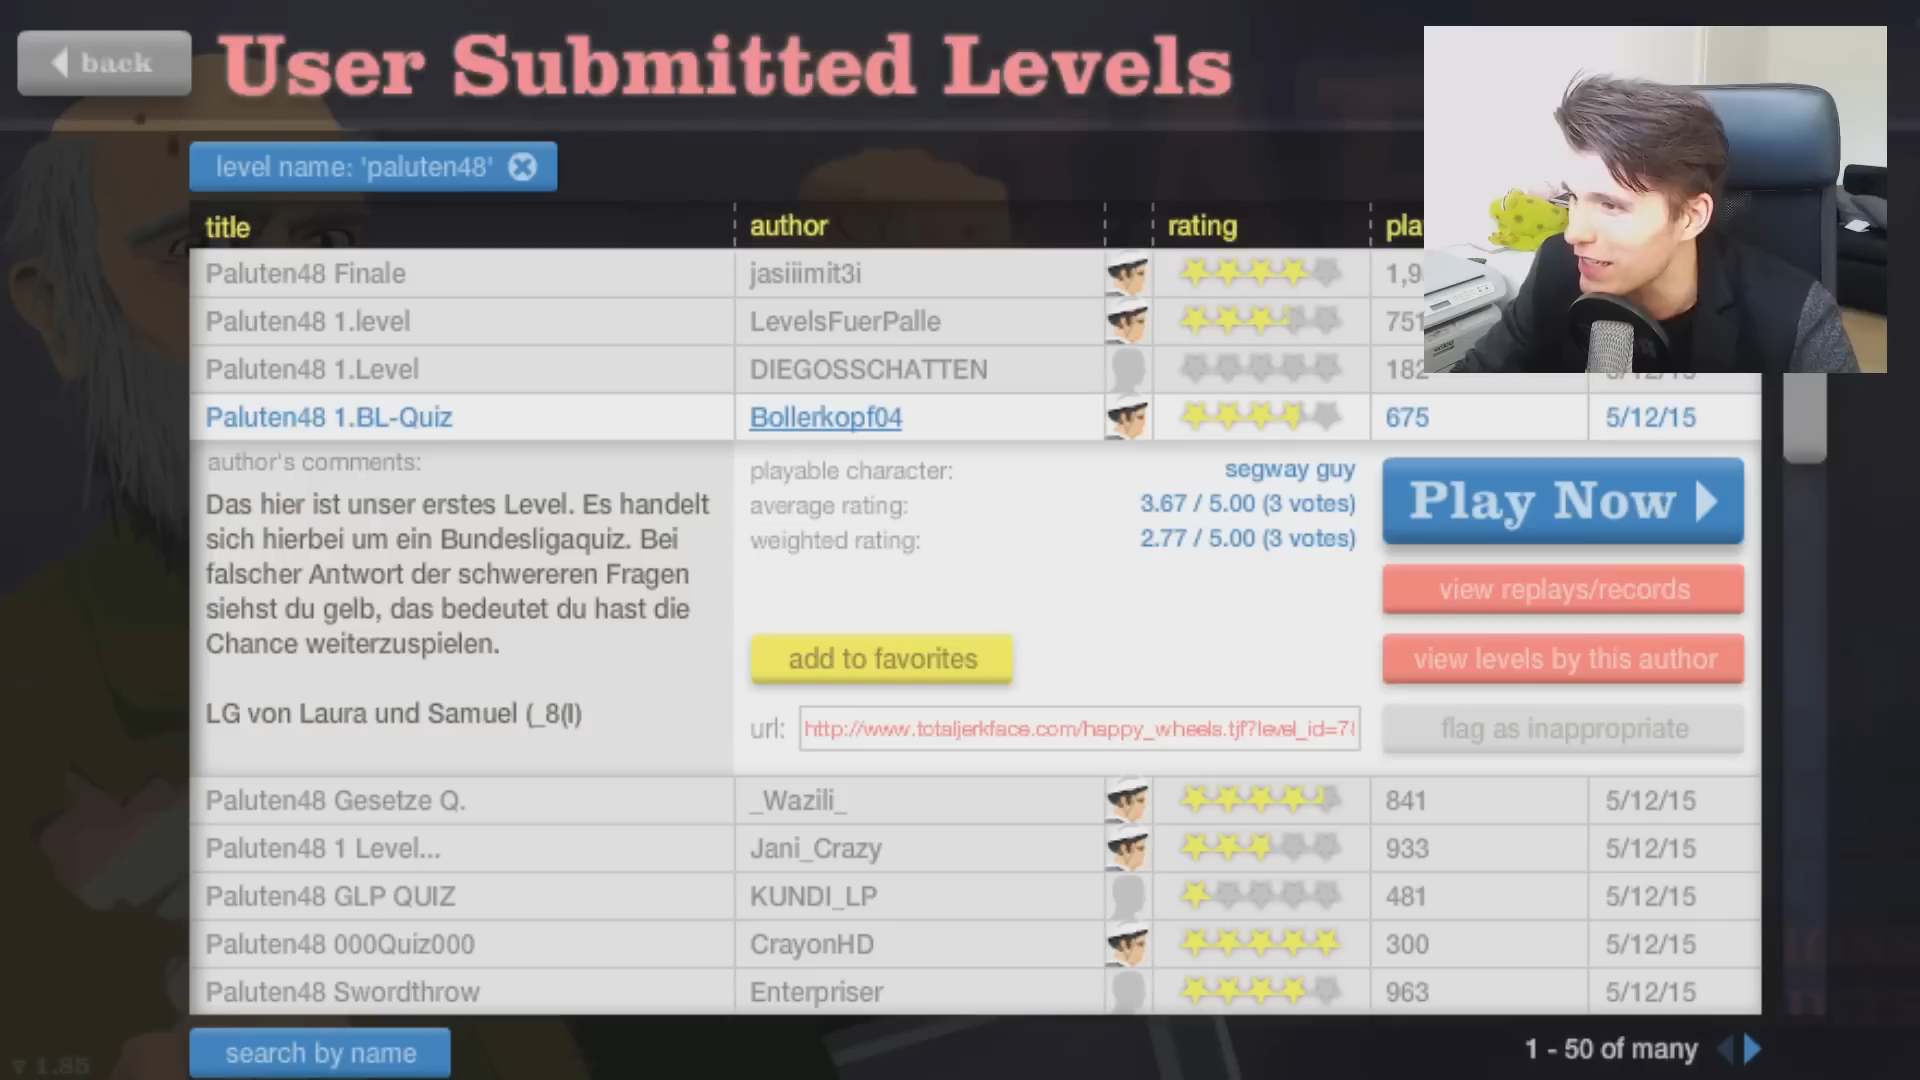 back
User Submitted Levels
level name: 'paluten48'
title author rating pla
Paluten48 Finale jasiiimit3i 1,9
Paluten48 1.level LevelsFuerPalle 751
Paluten48 1.Level DIEGOSSCHATTEN 182
Paluten48 1.BL-Quiz Bollerkopf04 675 5/12/15
author's comments:
Das hier ist unser erstes Level. Es handelt
sich hierbei um ein Bundesligaquiz. Bei
falscher Antwort der schwereren Fragen
siehst du gelb, das bedeutet du hast die
Chance weiterzuspielen.
LG von Laura und Samuel (_8(I)
playable character: segway guy
average rating: 3.67 / 5.00 (3 votes)
weighted rating: 2.77 / 5.00 (3 votes)
add to favorites
url: http://www.totaljerkface.com/happy_wheels.tjf?level_id=7
Play Now
view replays/records
view levels by this author
flag as inappropriate
Paluten48 Gesetze Q. _Wazili_ 841 5/12/15
Paluten48 1 Level... Jani_Crazy 933 5/12/15
Paluten48 GLP QUIZ KUNDI_LP 481 5/12/15
Paluten48 000Quiz000 CrayonHD 300 5/12/15
Paluten48 Swordthrow Enterpriser 963 5/12/15
search by name
1 - 50 of many
v 1.85